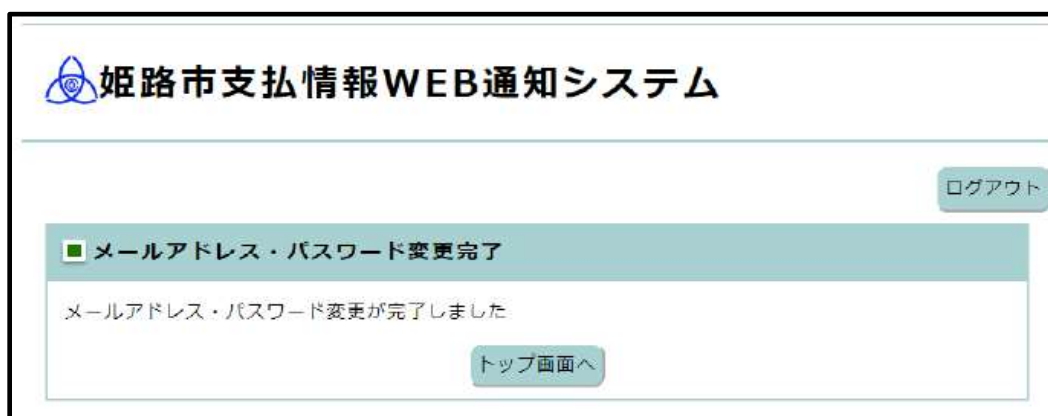 姫路市支払情報WEB通知システム
ログアウト
メールアドレス・パスワード変更完了
メールアドレス・パスワード変更が完了しました
トップ画面へ